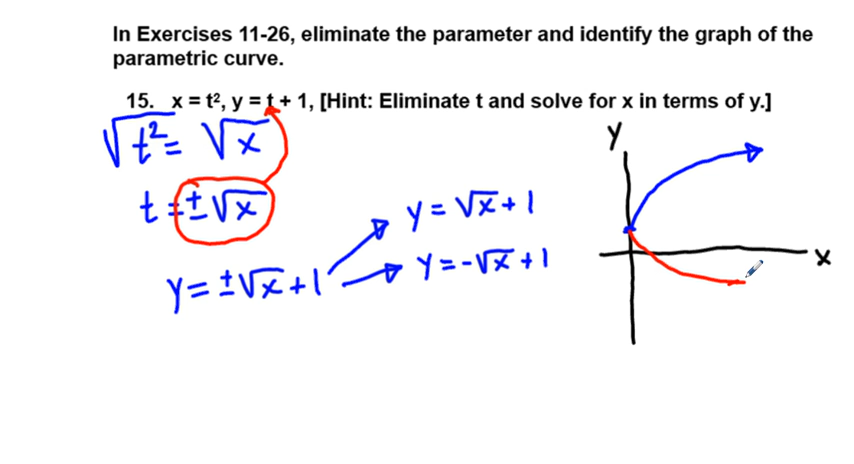 In Exercises 11-26, eliminate the parameter and identify the graph of the
parametric curve.
15. x = t², y = t + 1, [Hint: Eliminate t and solve for x in terms of y.]
√t² = √x
t = ±√x
y = √x + 1
y = -√x + 1
y = ±√x + 1
y
x